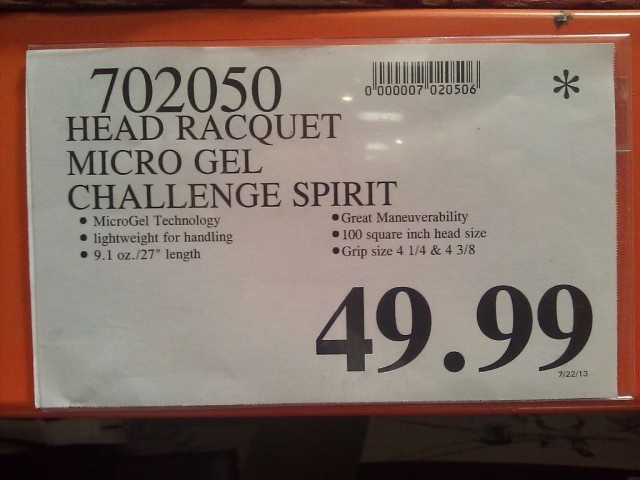 702050
0 000007 020506
*
HEAD RACQUET
MICRO GEL
CHALLENGE SPIRIT
• MicroGel Technology
• lightweight for handling
• 9.1 oz./27" length
• Great Maneuverability
• 100 square inch head size
• Grip size 4 1/4 & 4 3/8
49.99
7/22/13